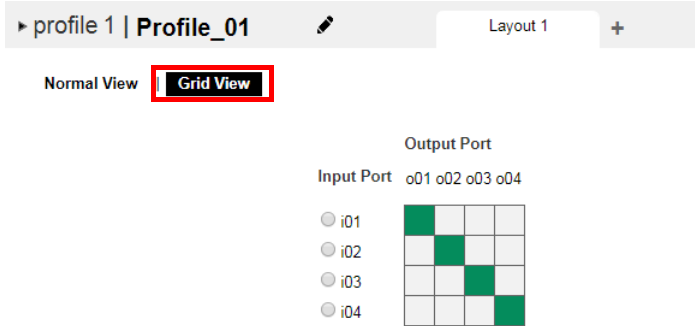 profile 1 | Profile_01
Layout 1 +
Normal View | Grid View
Output Port
Input Port o01 o02 o03 o04
i01
i02
i03
i04